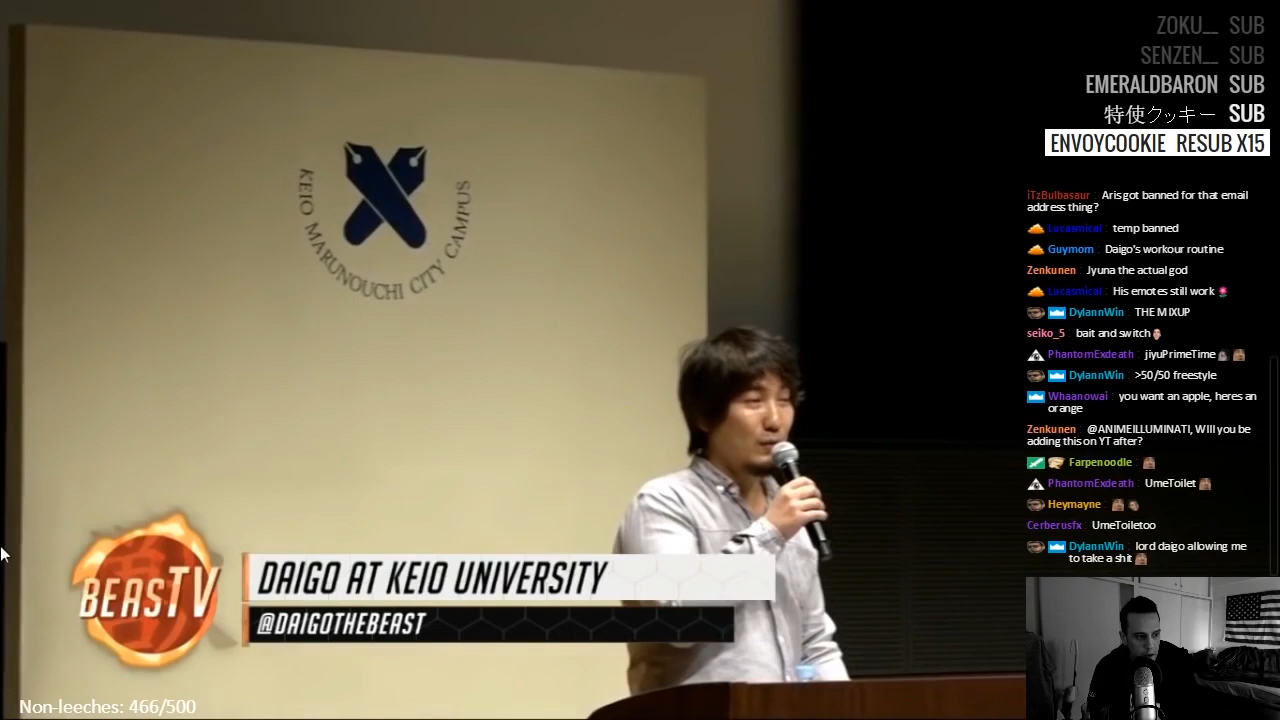 KEIO MARUNOUCHI CITY CAMPUS
BEASTV
DAIGO AT KEIO UNIVERSITY
@DAIGOTHEBEAST
Non-leeches: 466/500
ZOKU__ SUB
SENZEN__ SUB
EMERALDBARON SUB
特使クッキー SUB
ENVOYCOOKIE RESUB X15
iTzBulbasaur: Aris got banned for that email
address thing?
Lucasmical: temp banned
Guymom: Daigo's workour routine
Zenkunen: Jyuna the actual god
Lucasmical: His emotes still work
DylannWin: THE MIXUP
seiko_5: bait and switch
PhantomExdeath: jiyuPrimeTime
DylannWin: >50/50 freestyle
Whaanowai: you want an apple, heres an
orange
Zenkunen: @ANIMEILLUMINATI, Will you be
adding this on YT after?
Farpenoodle:
PhantomExdeath: UmeToilet
Heymayne:
Cerberusfx: UmeToiletoo
DylannWin: lord daigo allowing me
to take a shit